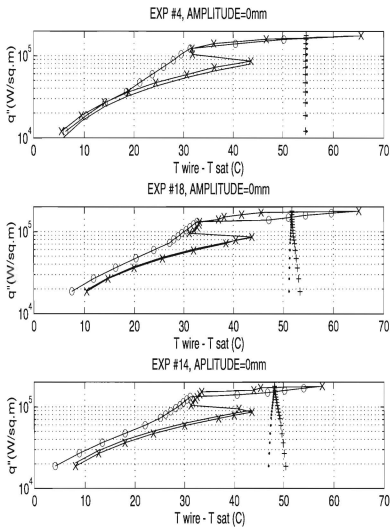 EXP #4, AMPLITUDE=0mm
10^5
q"(W/sq.m)
10^4
0 10 20 30 40 50 60 70
T wire - T sat (C)
EXP #18, AMPLITUDE=0mm
10^5
q"(W/sq.m)
10^4
0 10 20 30 40 50 60 70
T wire - T sat (C)
EXP #14, APLITUDE=0mm
10^5
q"(W/sq.m)
10^4
0 10 20 30 40 50 60 70
T wire - T sat (C)